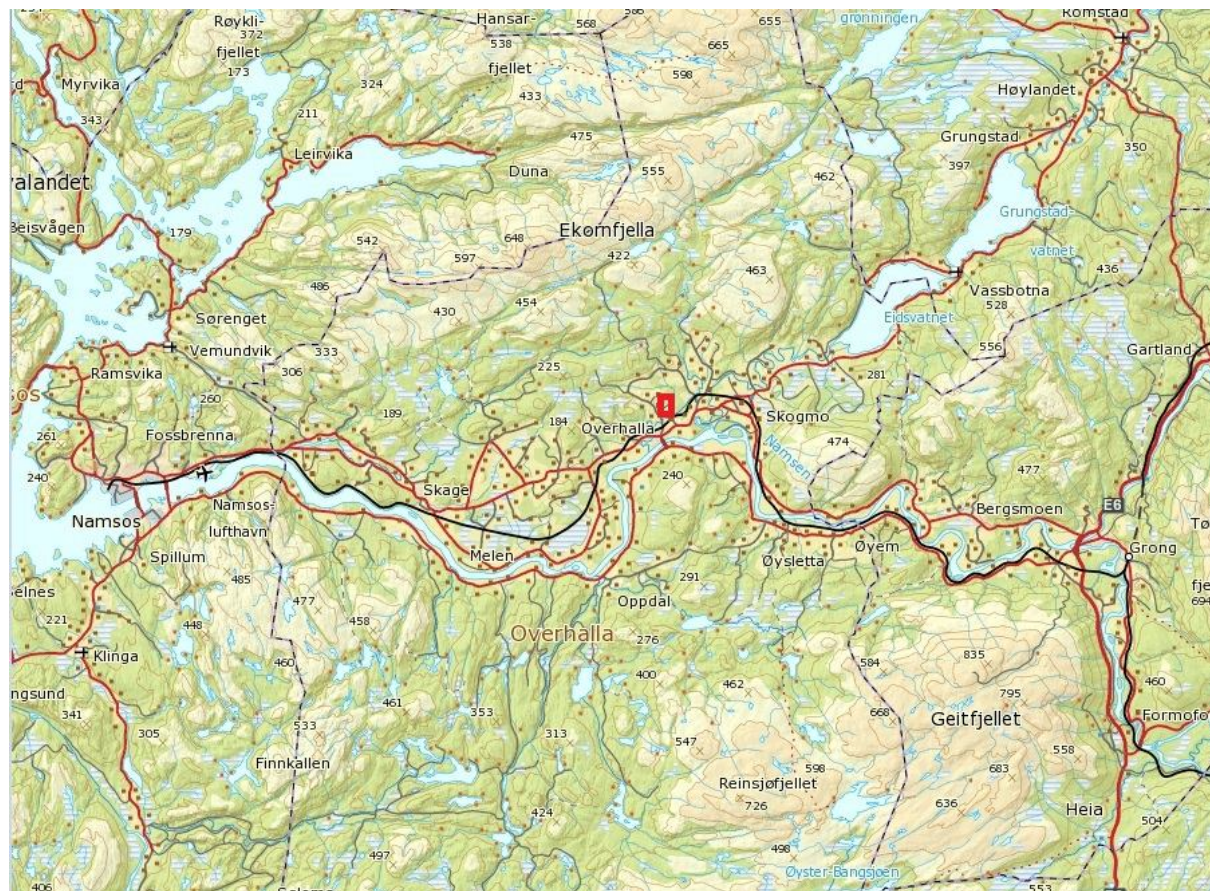 Røykli-
372
fjellet
173
Hansar-
568
538
fjellet
655
665
598
grønningen
Romstad
Myrvika
343
324
433
211
475
Høylandet
Leirvika
Grungstad
397
350
Duna
555
462
valandet
Beisvågen
179
Ekornfjella
Grungstad-
vatnet
542
648
597
422
463
436
486
Vassbotna
528
454
430
Eidsvatnet
Sørenget
Vemundvik
333
306
556
Gartland
Ramsvika
225
281
260
189
184
Overhalla
Skogmo
261
Fossbrenna
474
Namsen
240
240
477
Skage
E6
Namsos
Namsos-
lufthavn
Bergsmoen
Spillum
Melen
Øysletta
Øyem
Grong
485
291
477
Oppdal
221
448
458
Overhalla
276
Klinga
460
400
584
835
462
795
460
341
305
461
353
668
Geitfjellet
Formofo
533
313
547
558
Finnkallen
598
683
Reinsjøfjellet
726
636
Heia
504
424
497
498
Øyster-Bangsjøen
406
553